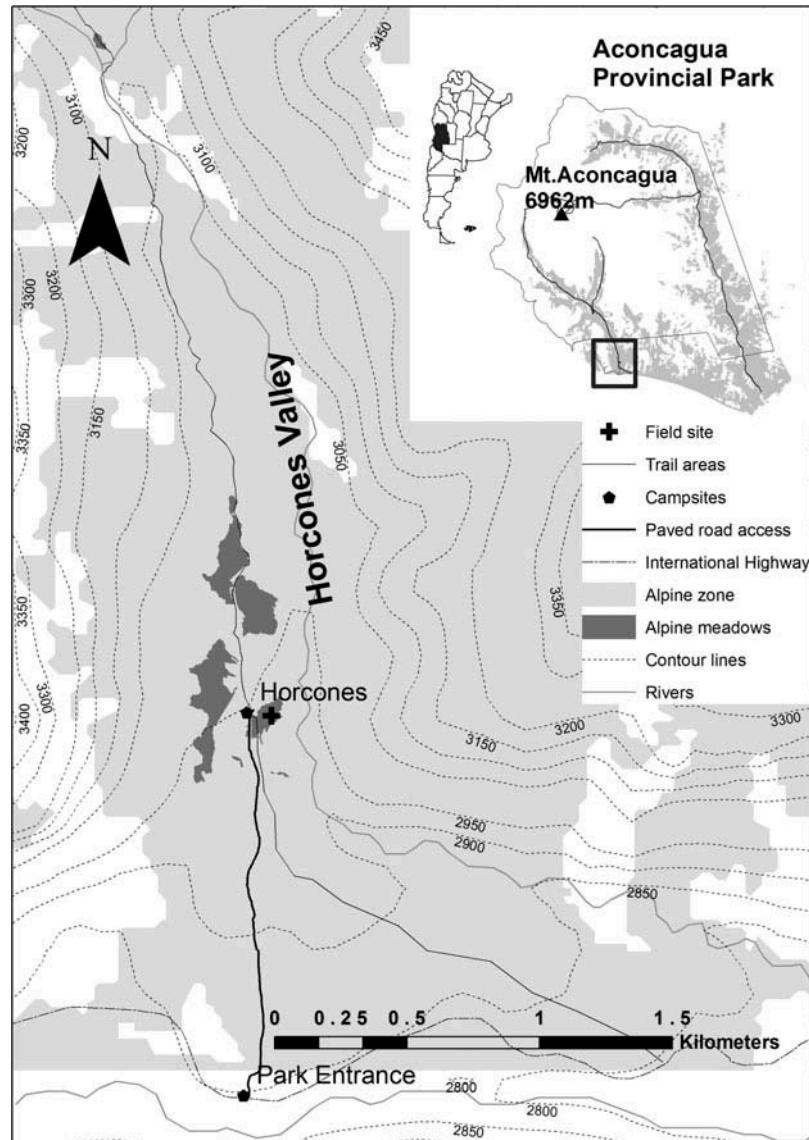 Aconcagua
Provincial Park
Mt.Aconcagua
6962m
N
3450
3100
3200
3100
3300
3200
3150
3350
3050
Horcones Valley
3350
3350
3300
3400
Horcones
3200
3300
3150
2950
2900
2850
Field site
Trail areas
Campsites
Paved road access
International Highway
Alpine zone
Alpine meadows
Contour lines
Rivers
0 0.25 0.5 1 1.5
Kilometers
Park Entrance
2800
2800
2850